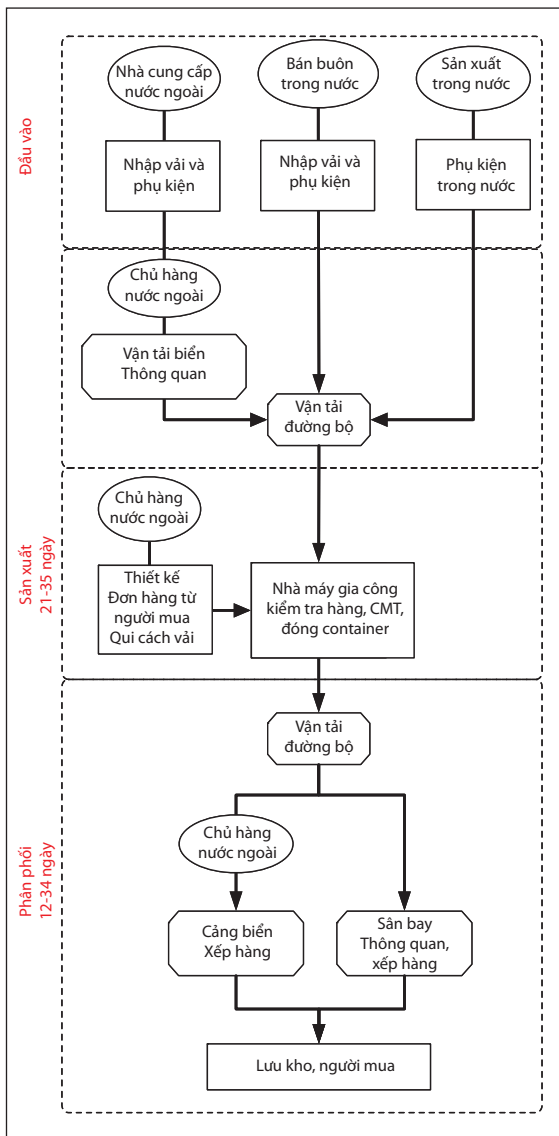 Đầu vào
Nhà cung cấp
nước ngoài
Bán buôn
trong nước
Sản xuất
trong nước
Nhập vải và
phụ kiện
Nhập vải và
phụ kiện
Phụ kiện
trong nước
Chủ hàng
nước ngoài
Vận tải biển
Thông quan
Vận tải
đường bộ
Sản xuất
21-35 ngày
Chủ hàng
nước ngoài
Thiết kế
Đơn hàng từ
người mua
Qui cách vải
Nhà máy gia công
kiểm tra hàng, CMT,
đóng container
Phân phối
12-34 ngày
Vận tải
đường bộ
Chủ hàng
nước ngoài
Cảng biển
Xếp hàng
Sân bay
Thông quan,
xếp hàng
Lưu kho, người mua